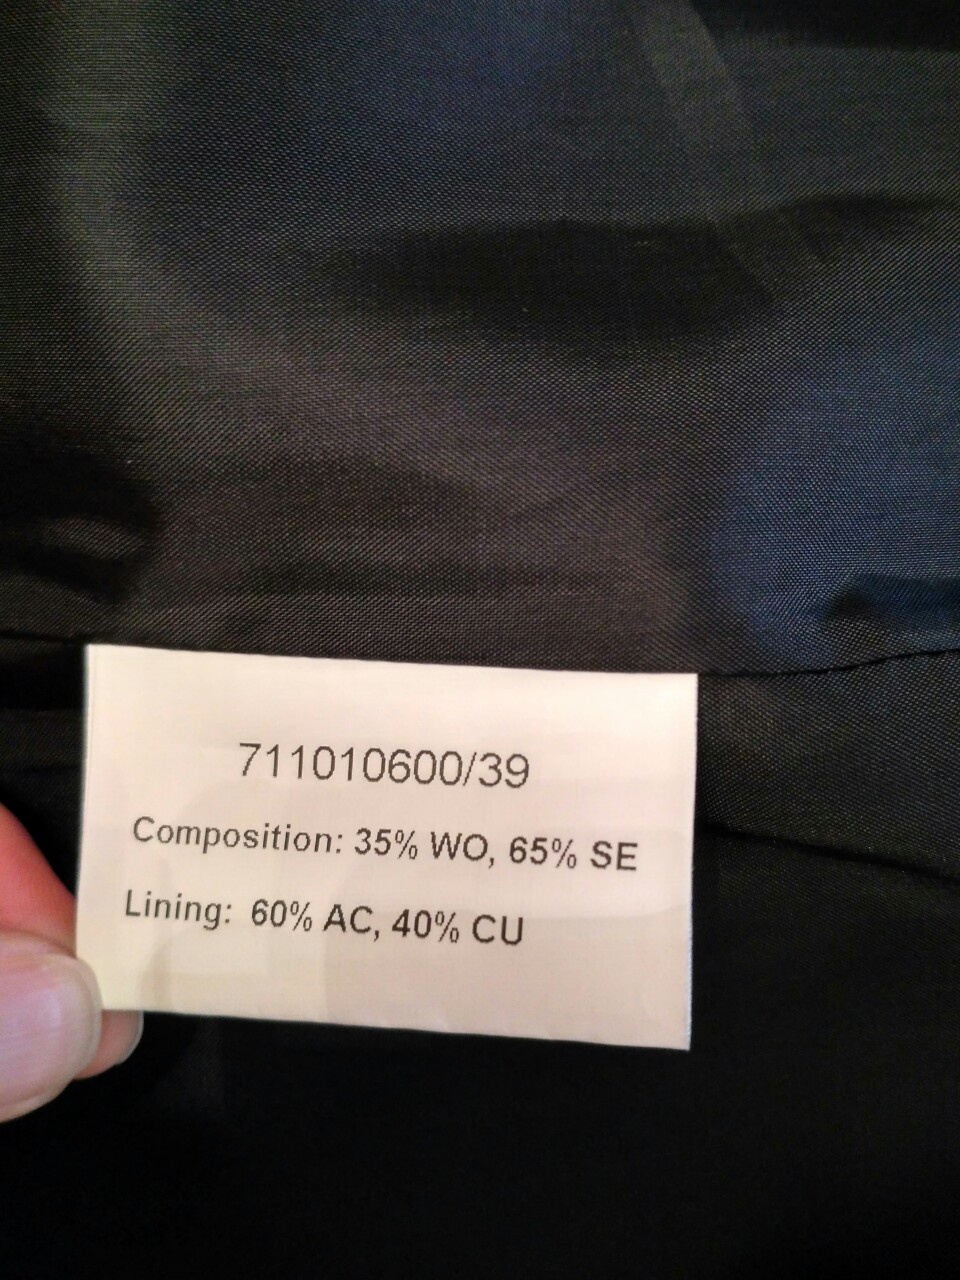 711010600/39
Composition: 35% WO, 65% SE
Lining: 60% AC, 40% CU